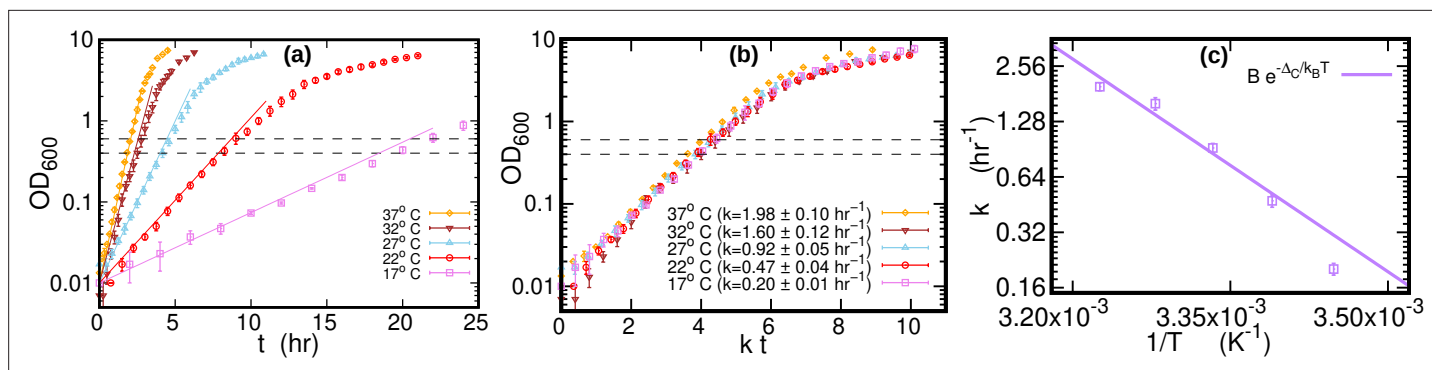 (a)
OD600
10
1
0.1
0.01
0 5 10 15 20 25
t (hr)
37° C
32° C
27° C
22° C
17° C
(b)
OD600
10
1
0.1
0.01
0 2 4 6 8 10
k t
37° C (k=1.98 ± 0.10 hr⁻¹)
32° C (k=1.60 ± 0.12 hr⁻¹)
27° C (k=0.92 ± 0.05 hr⁻¹)
22° C (k=0.47 ± 0.04 hr⁻¹)
17° C (k=0.20 ± 0.01 hr⁻¹)
(c)
B e^-ΔC/kBT
k (hr⁻¹)
2.56
1.28
0.64
0.32
0.16
3.20x10⁻³ 3.35x10⁻³ 3.50x10⁻³
1/T (K⁻¹)